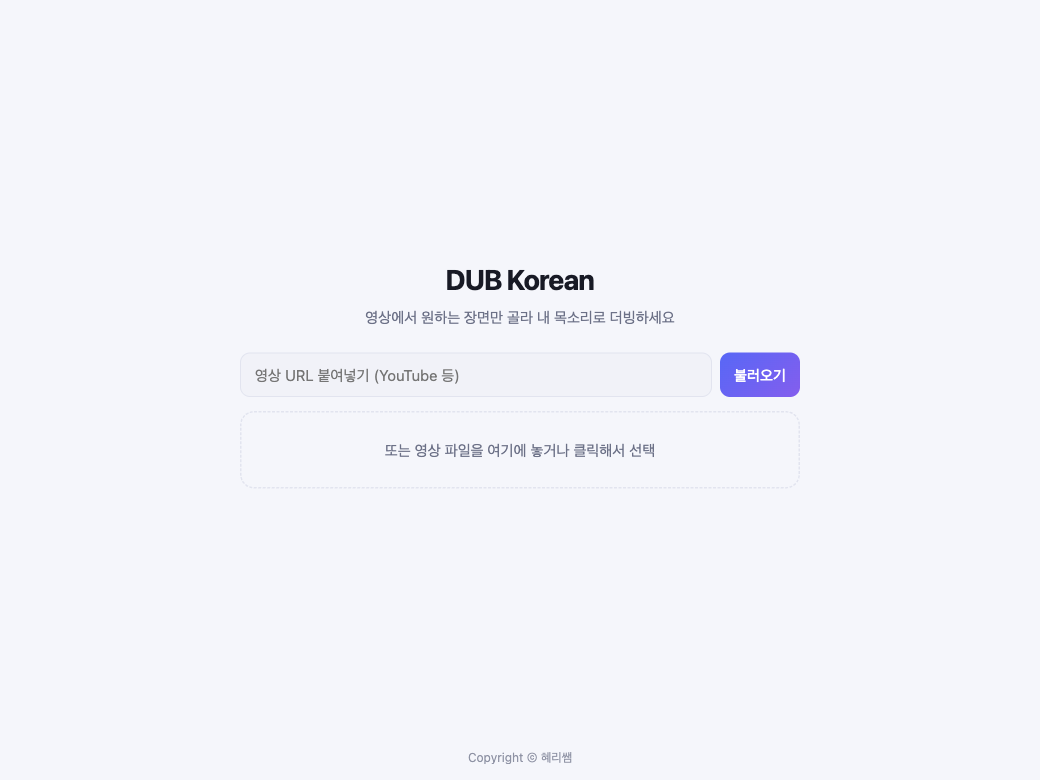 DUB Korean
영상에서 원하는 장면만 골라 내 목소리로 더빙하세요
영상 URL 붙여넣기 (YouTube 등)
불러오기
또는 영상 파일을 여기에 놓거나 클릭해서 선택
Copyright © 혜리쌤